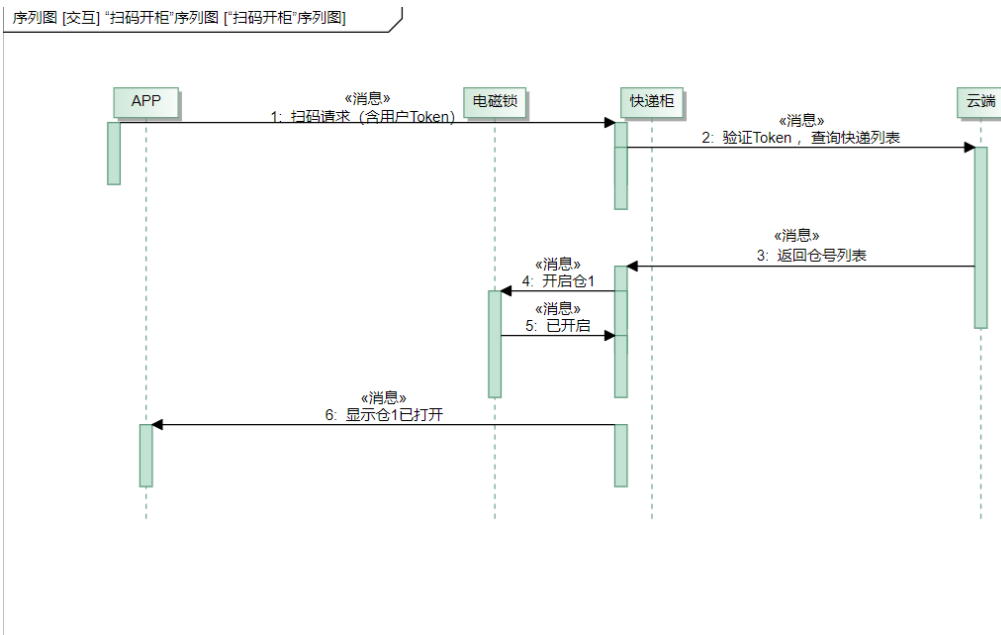 序列图 [交互] “扫码开柜”序列图 [“扫码开柜”序列图]
APP
电磁锁
快递柜
云端
«消息»
1: 扫码请求（含用户Token）
«消息»
2: 验证Token ，查询快递列表
«消息»
3: 返回仓号列表
«消息»
4: 开启仓1
«消息»
5: 已开启
«消息»
6: 显示仓1已打开